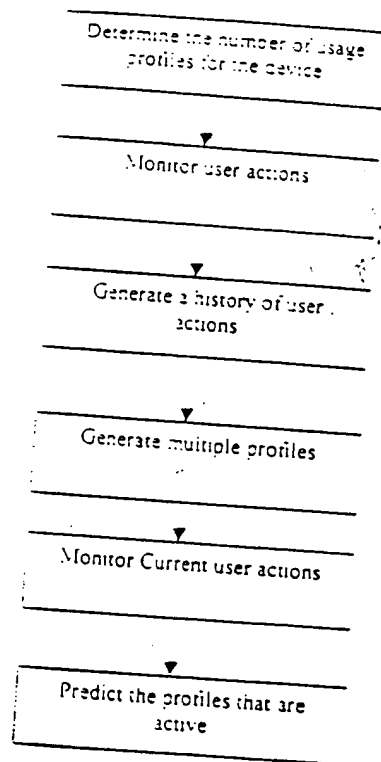 Determine the number of usage
profiles for the device
Monitor user actions
Generate a history of user
actions
Generate multiple profiles
Monitor Current user actions
Predict the profiles that are
active